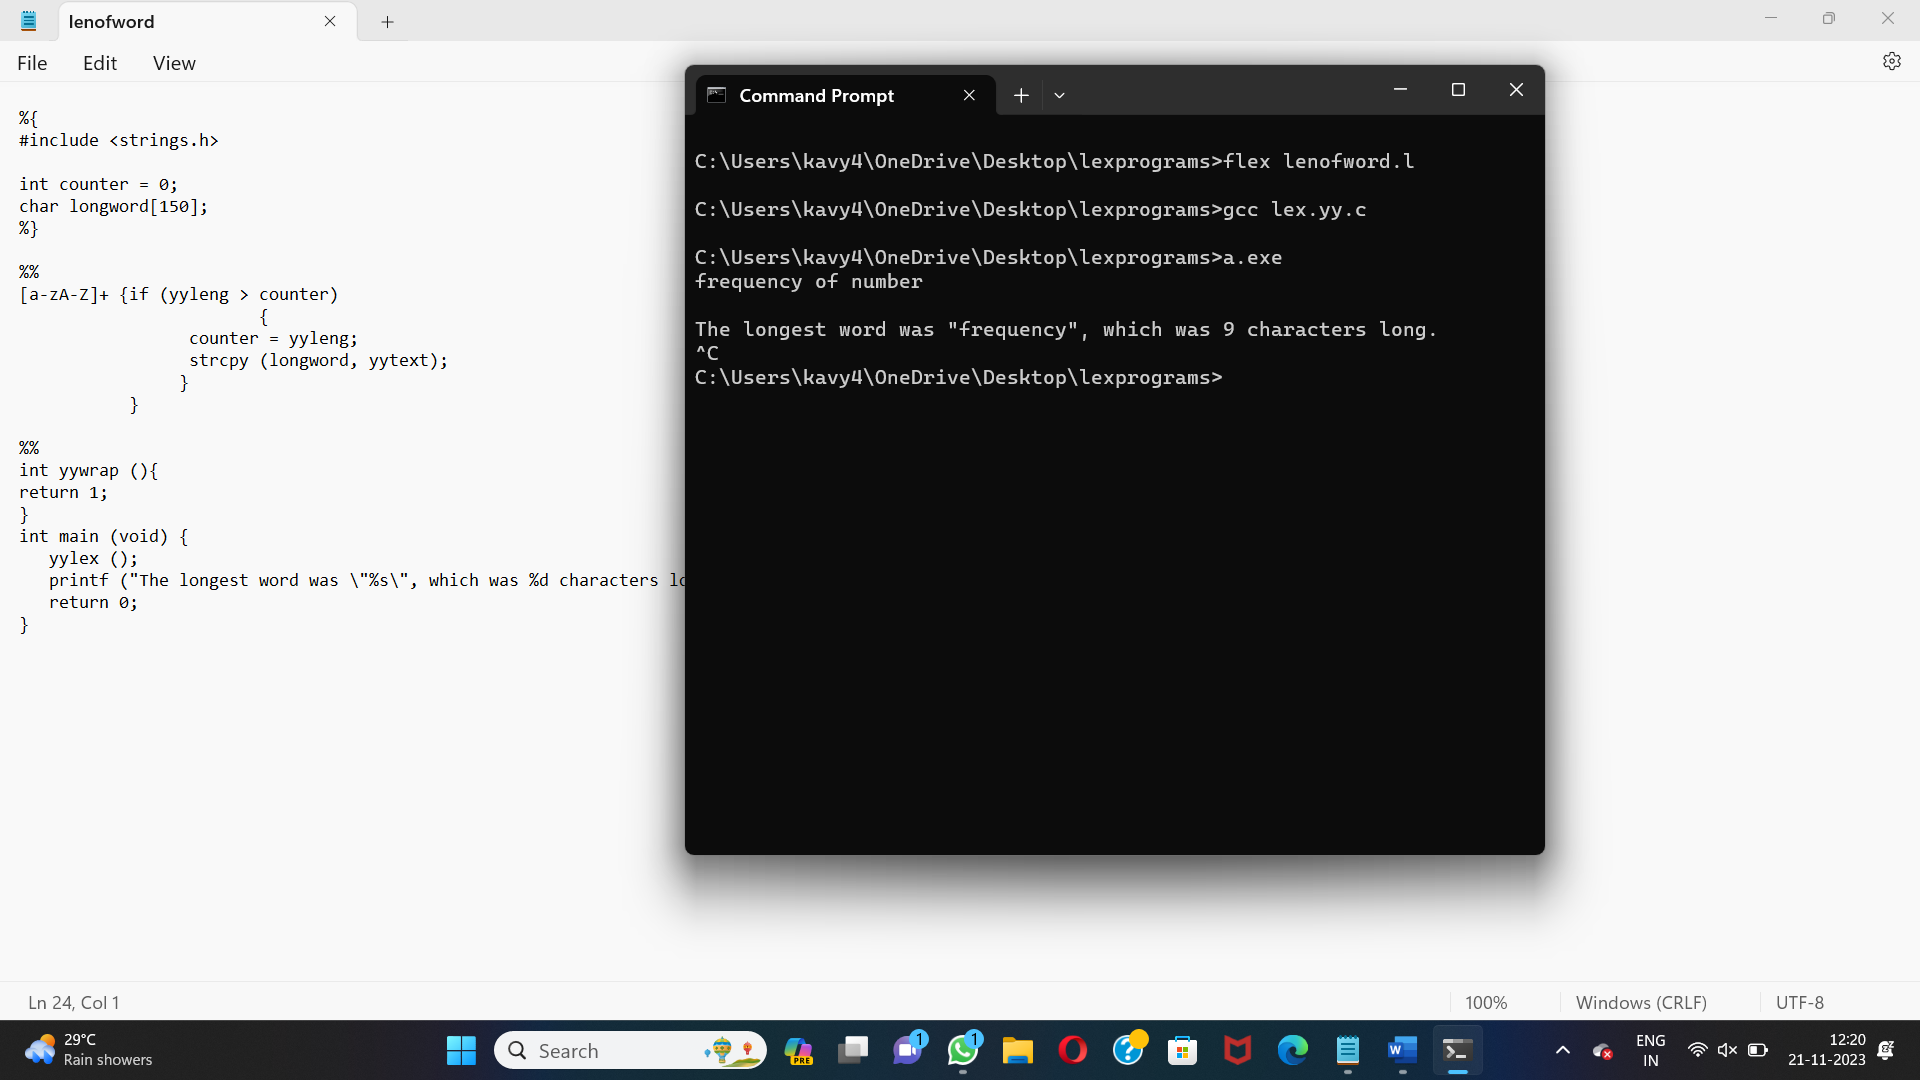 lenofword
File Edit View
%{
#include <strings.h>
int counter = 0;
char longword[150];
%}
%%
[a-zA-Z]+ {if (yyleng > counter)
{
counter = yyleng;
strcpy (longword, yytext);
}
}
%%
int yywrap (){
return 1;
}
int main (void) {
yylex ();
printf ("The longest word was \"%s\", which was %d characters lo
return 0;
}
Command Prompt
C:\Users\kavy4\OneDrive\Desktop\lexprograms>flex lenofword.l
C:\Users\kavy4\OneDrive\Desktop\lexprograms>gcc lex.yy.c
C:\Users\kavy4\OneDrive\Desktop\lexprograms>a.exe
frequency of number
The longest word was "frequency", which was 9 characters long.
^C
C:\Users\kavy4\OneDrive\Desktop\lexprograms>
Ln 24, Col 1
100%
Windows (CRLF)
UTF-8
29°C
Rain showers
Search
PRE
1
1
W
ENG
IN
12:20
21-11-2023